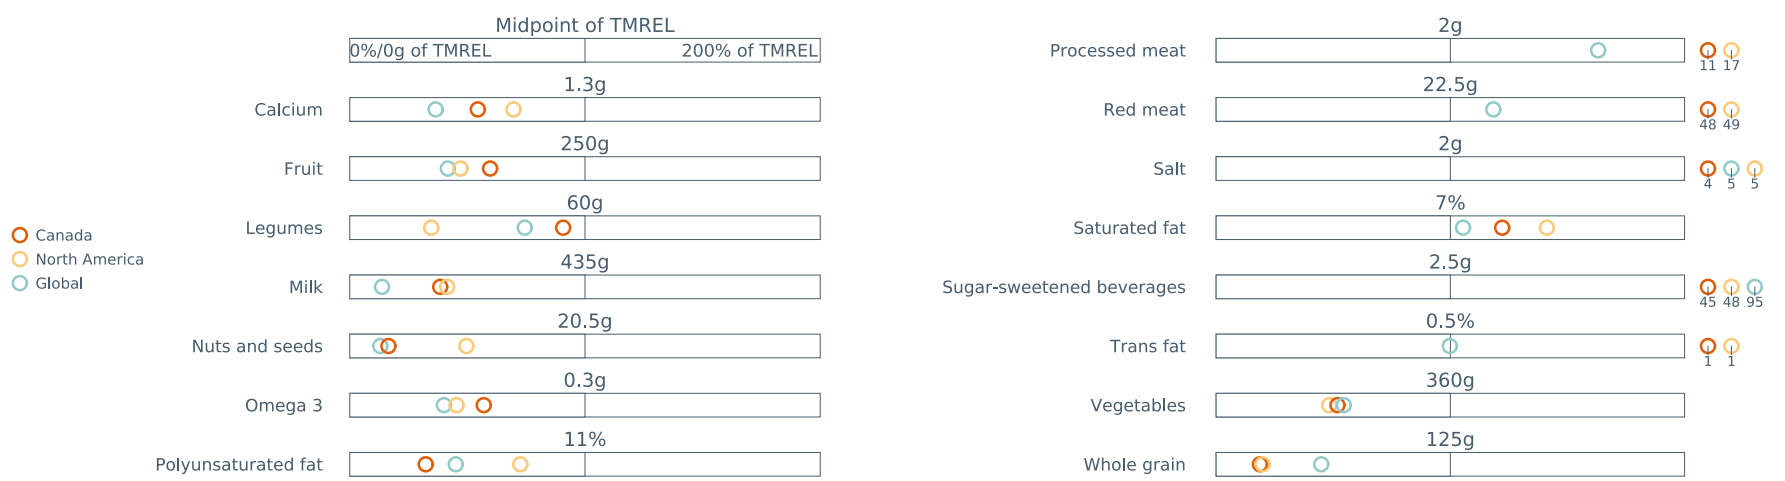 Midpoint of TMREL
0%/0g of TMREL 200% of TMREL
1.3g
Calcium
250g
Fruit
60g
Legumes
435g
Milk
20.5g
Nuts and seeds
0.3g
Omega 3
11%
Polyunsaturated fat
Canada
North America
Global
2g
Processed meat
11 17
22.5g
Red meat
48 49
2g
Salt
4 5 5
7%
Saturated fat
2.5g
Sugar-sweetened beverages
45 48 95
0.5%
Trans fat
1 1
360g
Vegetables
125g
Whole grain